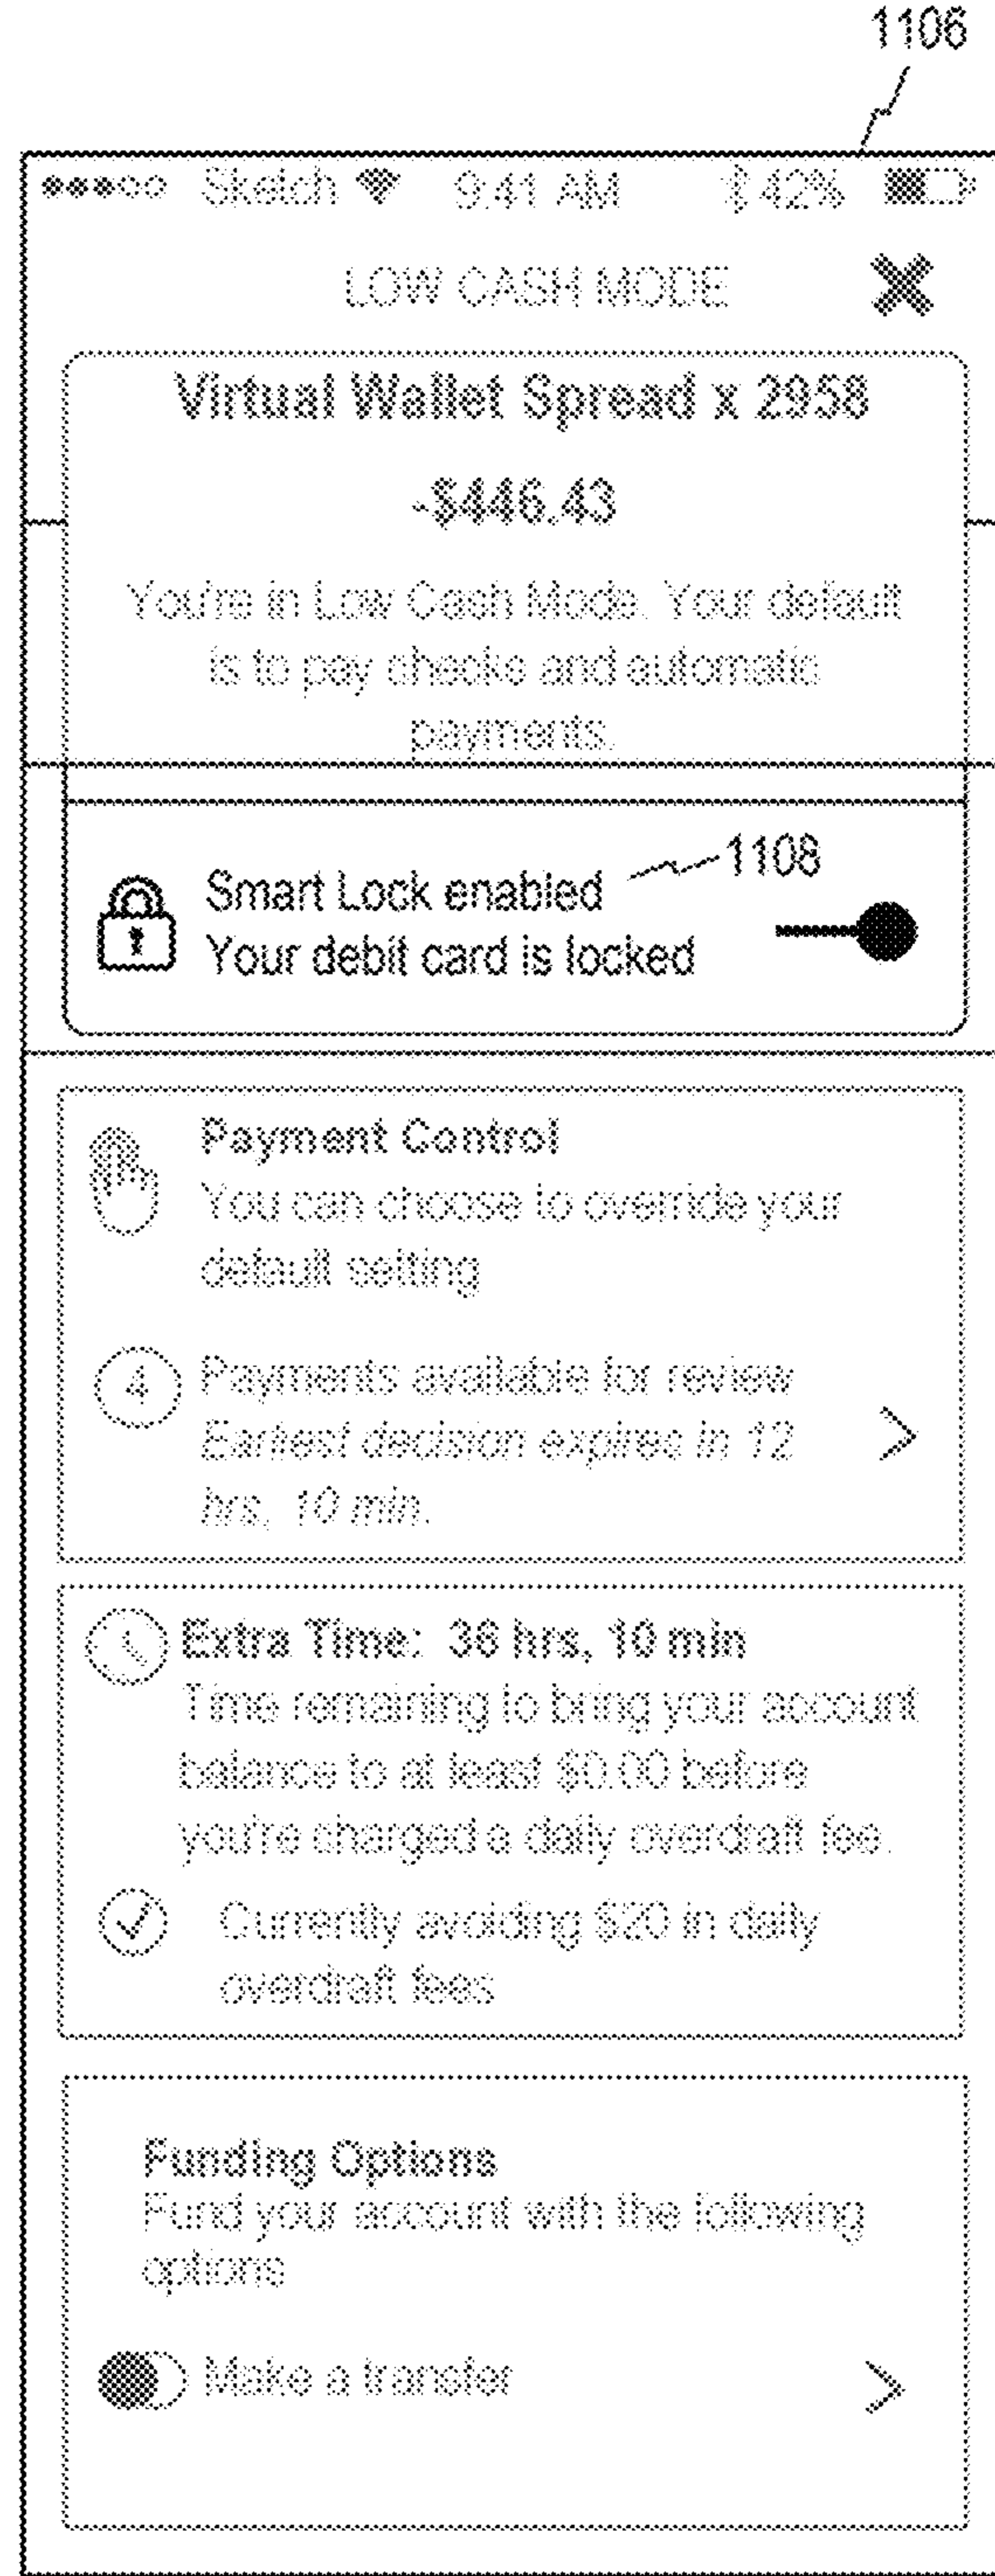 1106
Sketch 9:41 AM 42%
LOW CASH MODE
Virtual Wallet Spread x 2958
-$446.43
You're in Low Cash Mode. Your default
is to pay checks and automatic
payments.
1108
Smart Lock enabled
Your debit card is locked
Payment Control
You can choose to override your
default setting
4 Payments available for review
Earliest decision expires in 12
hrs, 10 min.
Extra Time: 36 hrs, 10 min
Time remaining to bring your account
balance to at least $0.00 before
you're charged a daily overdraft fee.
Currently avoiding $20 in daily
overdraft fees
Funding Options
Fund your account with the following
options
Make a transfer